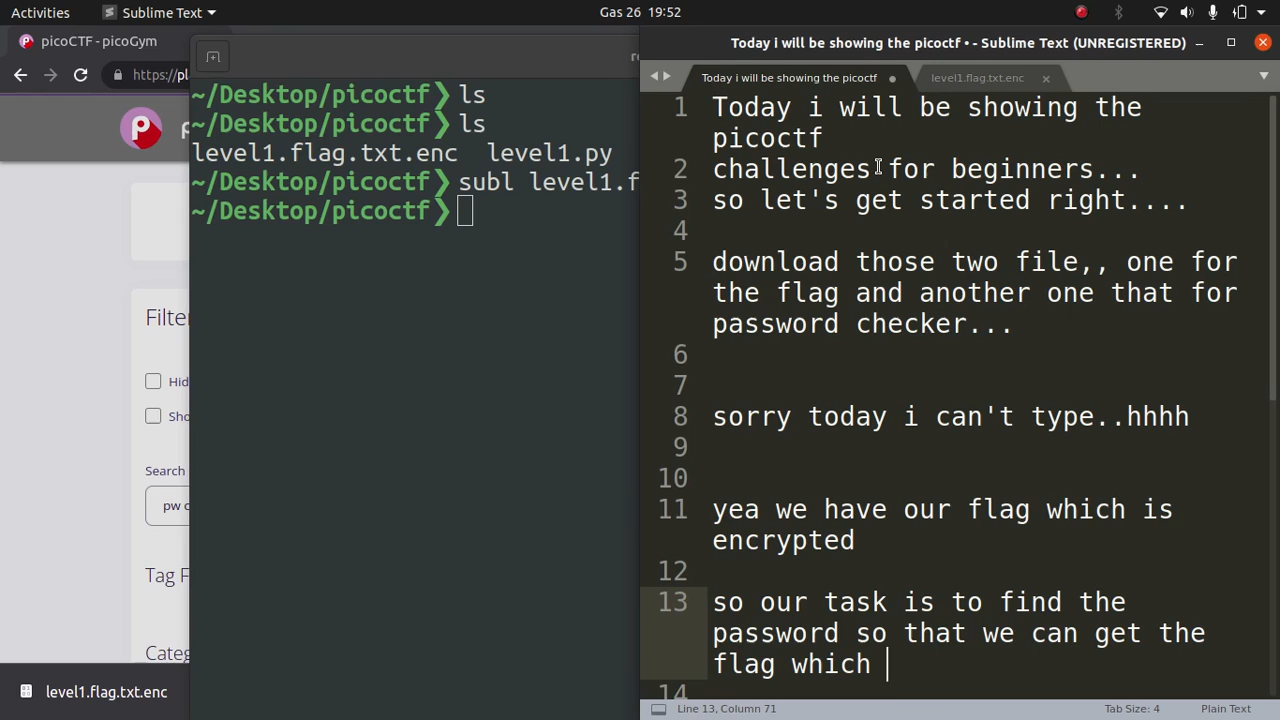 Activities
Sublime Text
Gas 26 19:52
picoCTF - picoGym
https://pl
Today i will be showing the picoctf • - Sublime Text (UNREGISTERED)
Today i will be showing the picoctf
level1.flag.txt.enc
~/Desktop/picoctf❯ ls
~/Desktop/picoctf❯ ls
level1.flag.txt.enc level1.py
~/Desktop/picoctf❯ subl level1.f
~/Desktop/picoctf❯
Filter
Hid
Sho
Search
pw c
Tag F
Categ
level1.flag.txt.enc
1 Today i will be showing the
picoctf
2 challenges for beginners...
3 so let's get started right....
4
5 download those two file,, one for
the flag and another one that for
password checker...
6
7
8 sorry today i can't type..hhhh
9
10
11 yea we have our flag which is
encrypted
12
13 so our task is to find the
password so that we can get the
flag which
14
Line 13, Column 71
Tab Size: 4
Plain Text